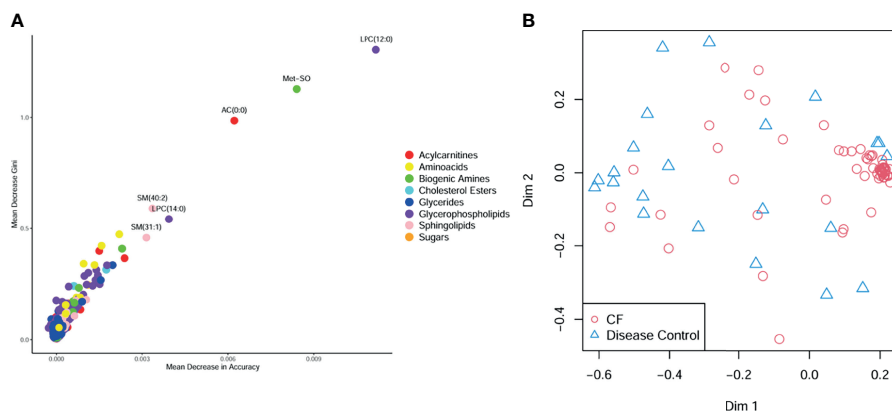 A
LPC(12:0)
Met-SO
AC(0:0)
SM(40:2)
LPC(14:0)
SM(31:1)
Mean Decrease Gini
1.0
0.5
0.0
0.000
0.003
0.006
0.009
Mean Decrease in Accuracy
Acylcarnitines
Aminoacids
Biogenic Amines
Cholesterol Esters
Glycerides
Glycerophospholipids
Sphingolipids
Sugars
B
Dim 2
0.2
0.0
-0.2
-0.4
CF
Disease Control
-0.6
-0.4
-0.2
0.0
0.2
Dim 1